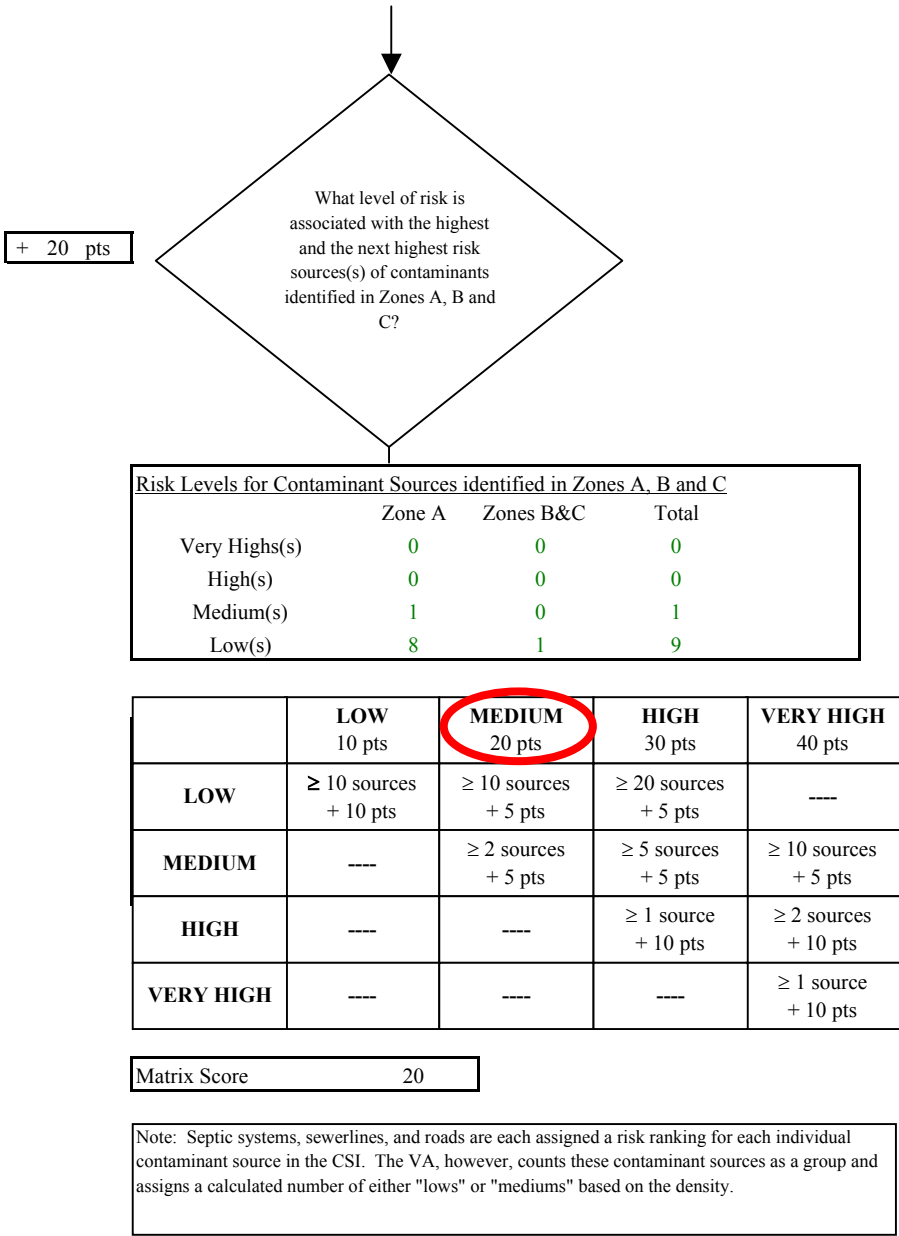 What level of risk is
associated with the highest
and the next highest risk
sources(s) of contaminants
identified in Zones A, B and
C?
+ 20 pts
Risk Levels for Contaminant Sources identified in Zones A, B and C
Zone A Zones B&C Total
Very Highs(s) 0 0 0
High(s) 0 0 0
Medium(s) 1 0 1
Low(s) 8 1 9
LOW MEDIUM HIGH VERY HIGH
10 pts 20 pts 30 pts 40 pts
LOW ≥ 10 sources ≥ 10 sources ≥ 20 sources ----
+ 10 pts + 5 pts + 5 pts
MEDIUM ---- ≥ 2 sources ≥ 5 sources ≥ 10 sources
+ 5 pts + 5 pts + 5 pts
HIGH ---- ---- ≥ 1 source ≥ 2 sources
+ 10 pts + 10 pts
VERY HIGH ---- ---- ---- ≥ 1 source
+ 10 pts
Matrix Score 20
Note: Septic systems, sewerlines, and roads are each assigned a risk ranking for each individual
contaminant source in the CSI. The VA, however, counts these contaminant sources as a group and
assigns a calculated number of either "lows" or "mediums" based on the density.